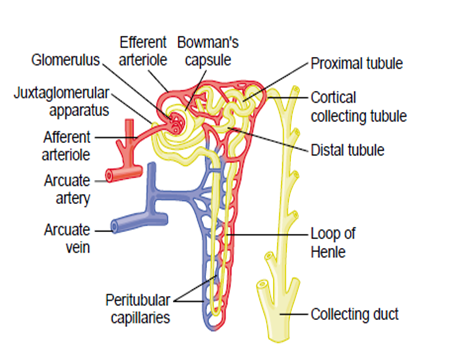 Efferent
arteriole
Bowman's
capsule
Glomerulus
Proximal tubule
Juxtaglomerular
apparatus
Cortical
collecting tubule
Afferent
arteriole
Distal tubule
Arcuate
artery
Arcuate
vein
Loop of
Henle
Peritubular
capillaries
Collecting duct